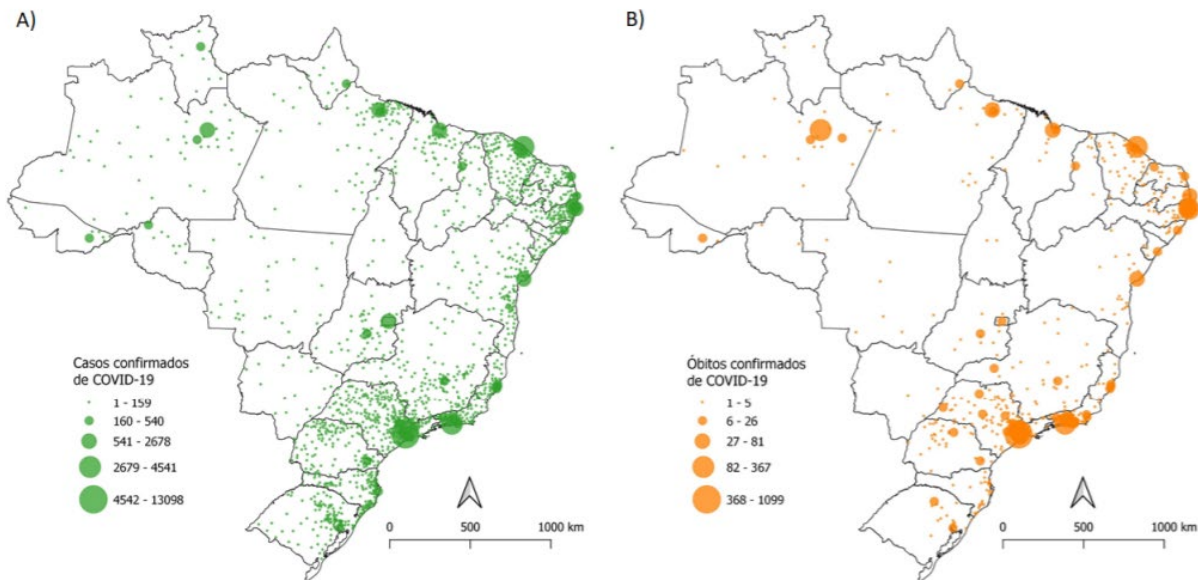 A)
Casos confirmados
de COVID-19
1 - 159
160 - 540
541 - 2678
2679 - 4541
4542 - 13098
0 500 1000 km
B)
Óbitos confirmados
de COVID-19
1 - 5
6 - 26
27 - 81
82 - 367
368 - 1099
0 500 1000 km